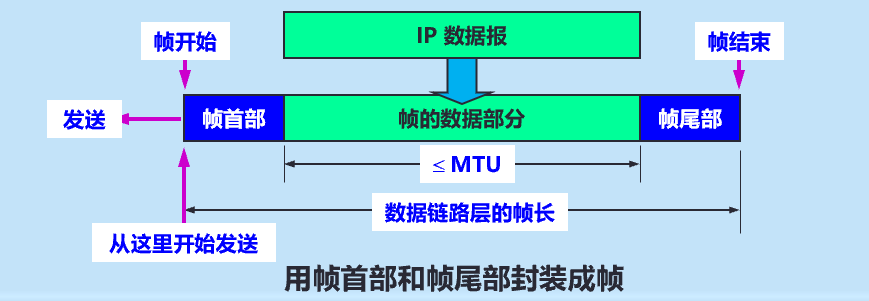 IP 数据报
帧开始
帧结束
发送
帧首部
帧的数据部分
帧尾部
≤ MTU
数据链路层的帧长
从这里开始发送
用帧首部和帧尾部封装成帧